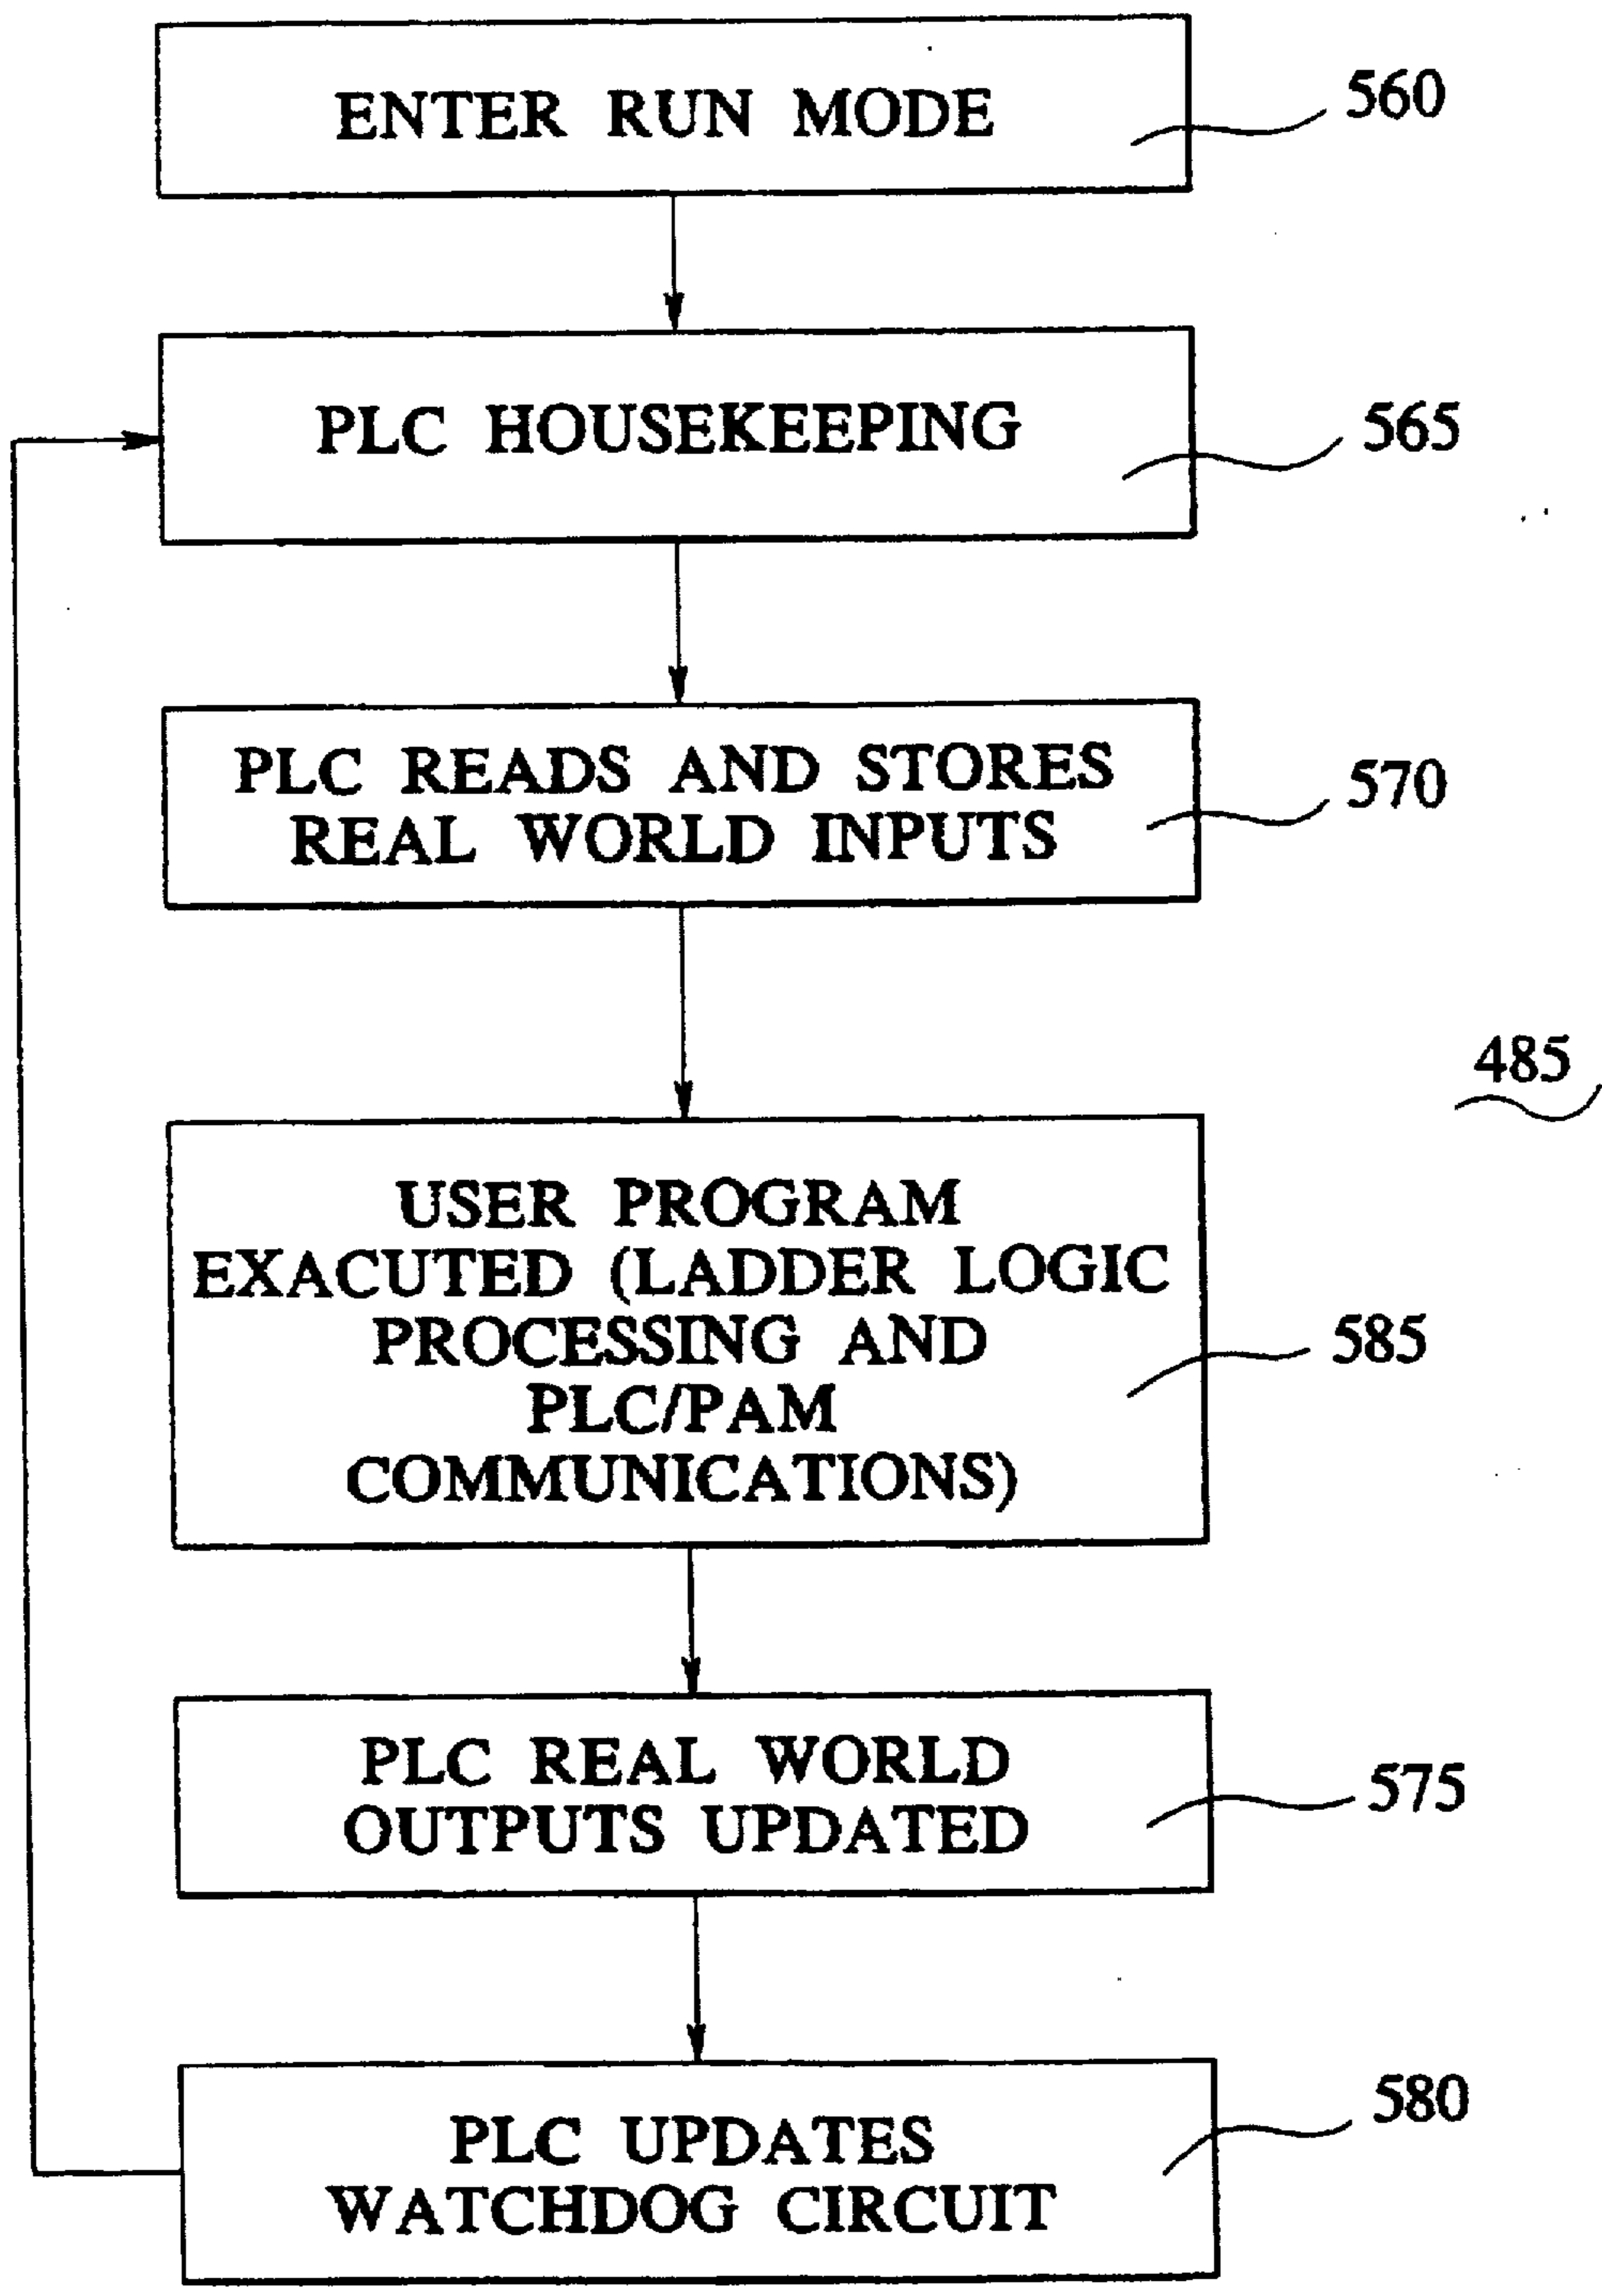 ENTER RUN MODE
560
PLC HOUSEKEEPING
565
PLC READS AND STORES
REAL WORLD INPUTS
570
485
USER PROGRAM
EXACUTED (LADDER LOGIC
PROCESSING AND
PLC/PAM
COMMUNICATIONS)
585
PLC REAL WORLD
OUTPUTS UPDATED
575
PLC UPDATES
WATCHDOG CIRCUIT
580